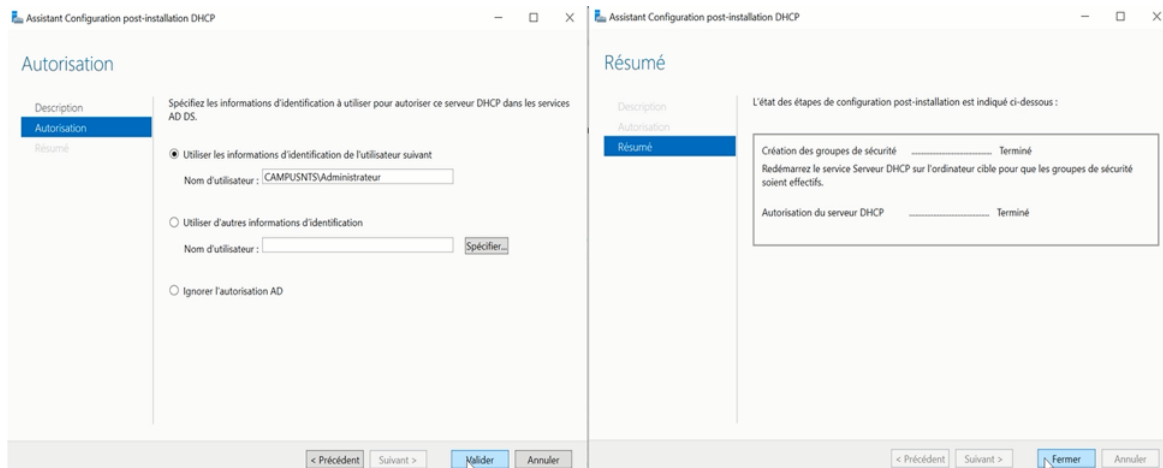 Assistant Configuration post-installation DHCP
Autorisation
Description
Autorisation
Résumé
Spécifiez les informations d'identification à utiliser pour autoriser ce serveur DHCP dans les services
AD DS.
Utiliser les informations d'identification de l'utilisateur suivant
Nom d'utilisateur : CAMPUSNTS\Administrateur
Utiliser d'autres informations d'identification
Nom d'utilisateur : Spécifier...
Ignorer l'autorisation AD
< Précédent Suivant > Valider Annuler
Assistant Configuration post-installation DHCP
Résumé
Description
Autorisation
Résumé
L'état des étapes de configuration post-installation est indiqué ci-dessous :
Création des groupes de sécurité Terminé
Redémarrez le service Serveur DHCP sur l'ordinateur cible pour que les groupes de sécurité
soient effectifs.
Autorisation du serveur DHCP Terminé
< Précédent Suivant > Fermer Annuler